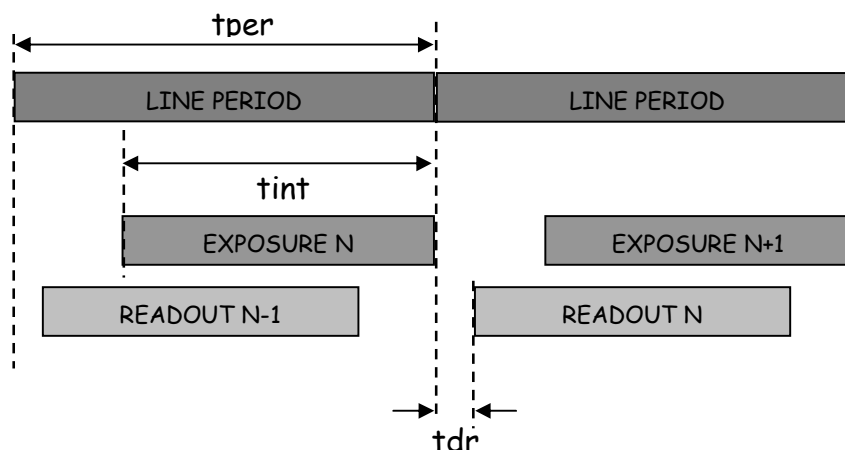 tper
LINE PERIOD LINE PERIOD
tint
EXPOSURE N EXPOSURE N+1
READOUT N-1 READOUT N
tdr